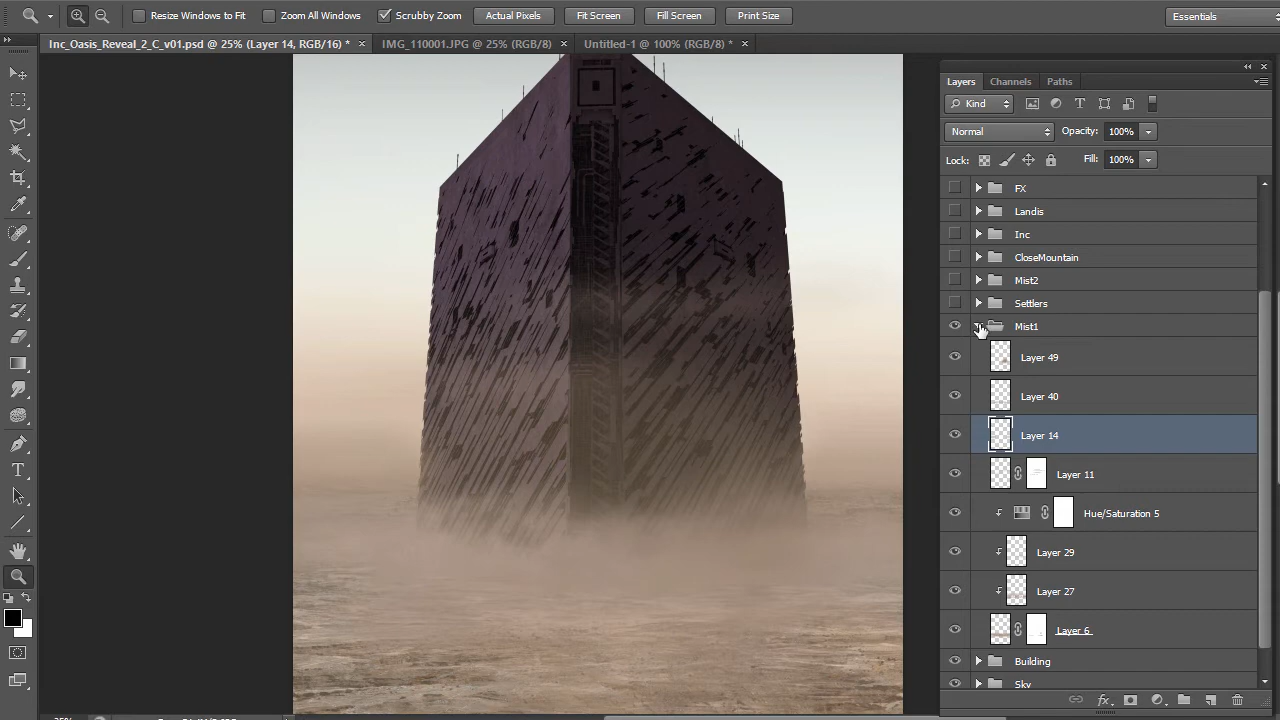 Resize Windows to Fit Zoom All Windows Scrubby Zoom Actual Pixels Fit Screen Fill Screen Print Size Essentials
Inc_Oasis_Reveal_2_C_v01.psd @ 25% (Layer 14, RGB/16) * × IMG_110001.JPG @ 25% (RGB/8) × Untitled-1 @ 100% (RGB/8) * ×
Layers Channels Paths
Kind
Normal Opacity: 100%
Lock: Fill: 100%
FX
Landis
Inc
CloseMountain
Mist2
Settlers
Mist1
Layer 49
Layer 40
Layer 14
Layer 11
Hue/Saturation 5
Layer 29
Layer 27
Layer 6
Building
Sky